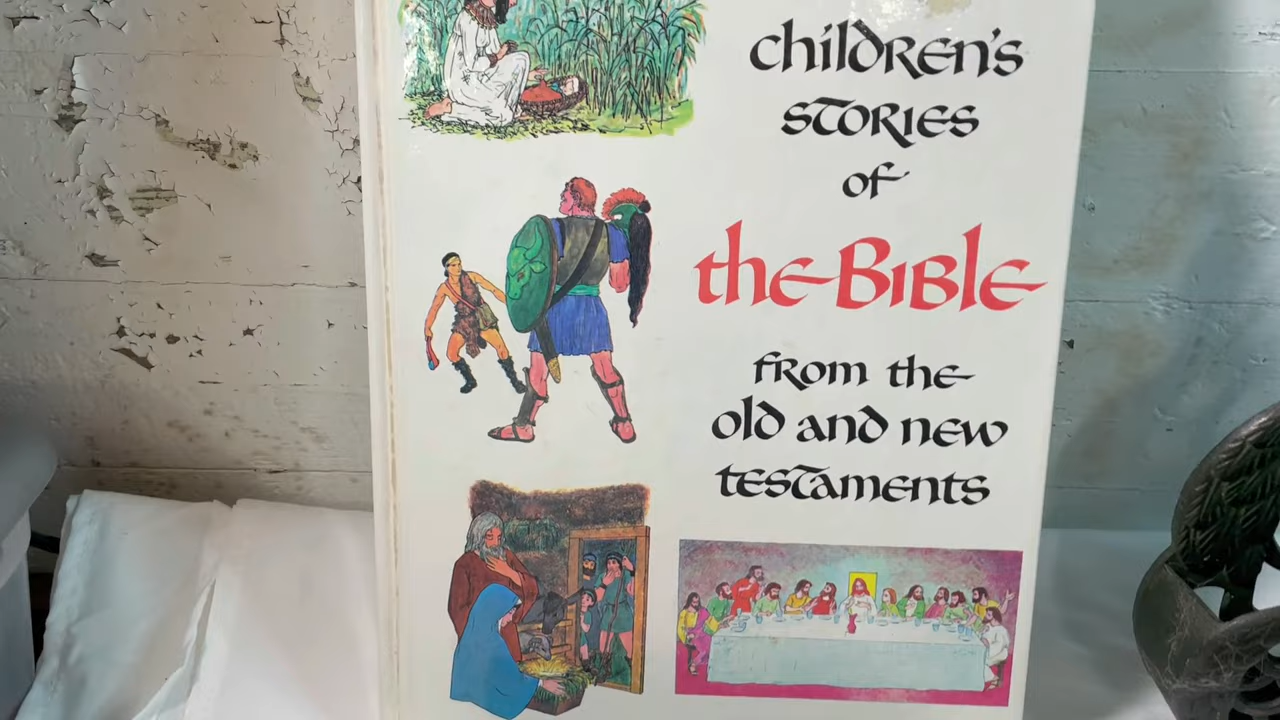 children's
stories
of
the Bible
from the
old and new
testaments